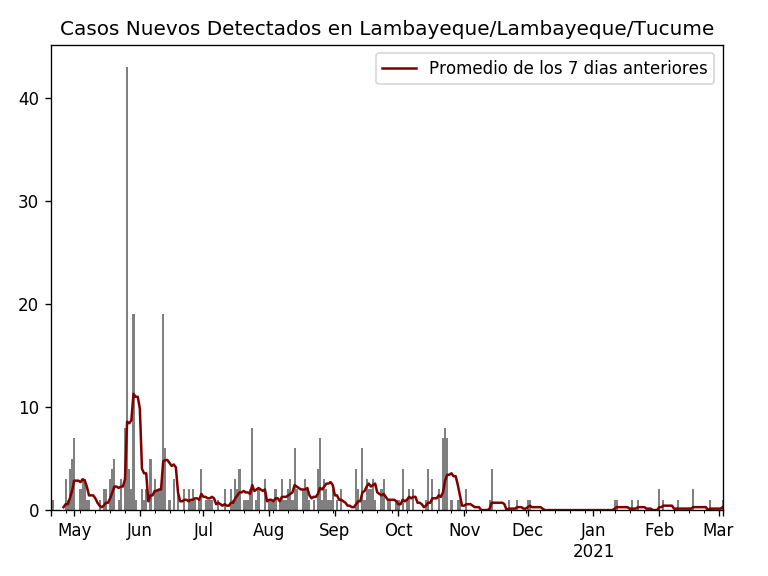 Casos Nuevos Detectados en Lambayeque/Lambayeque/Tucume
Promedio de los 7 dias anteriores
40
30
20
10
0
May Jun Jul Aug Sep Oct Nov Dec Jan Feb Mar
2021